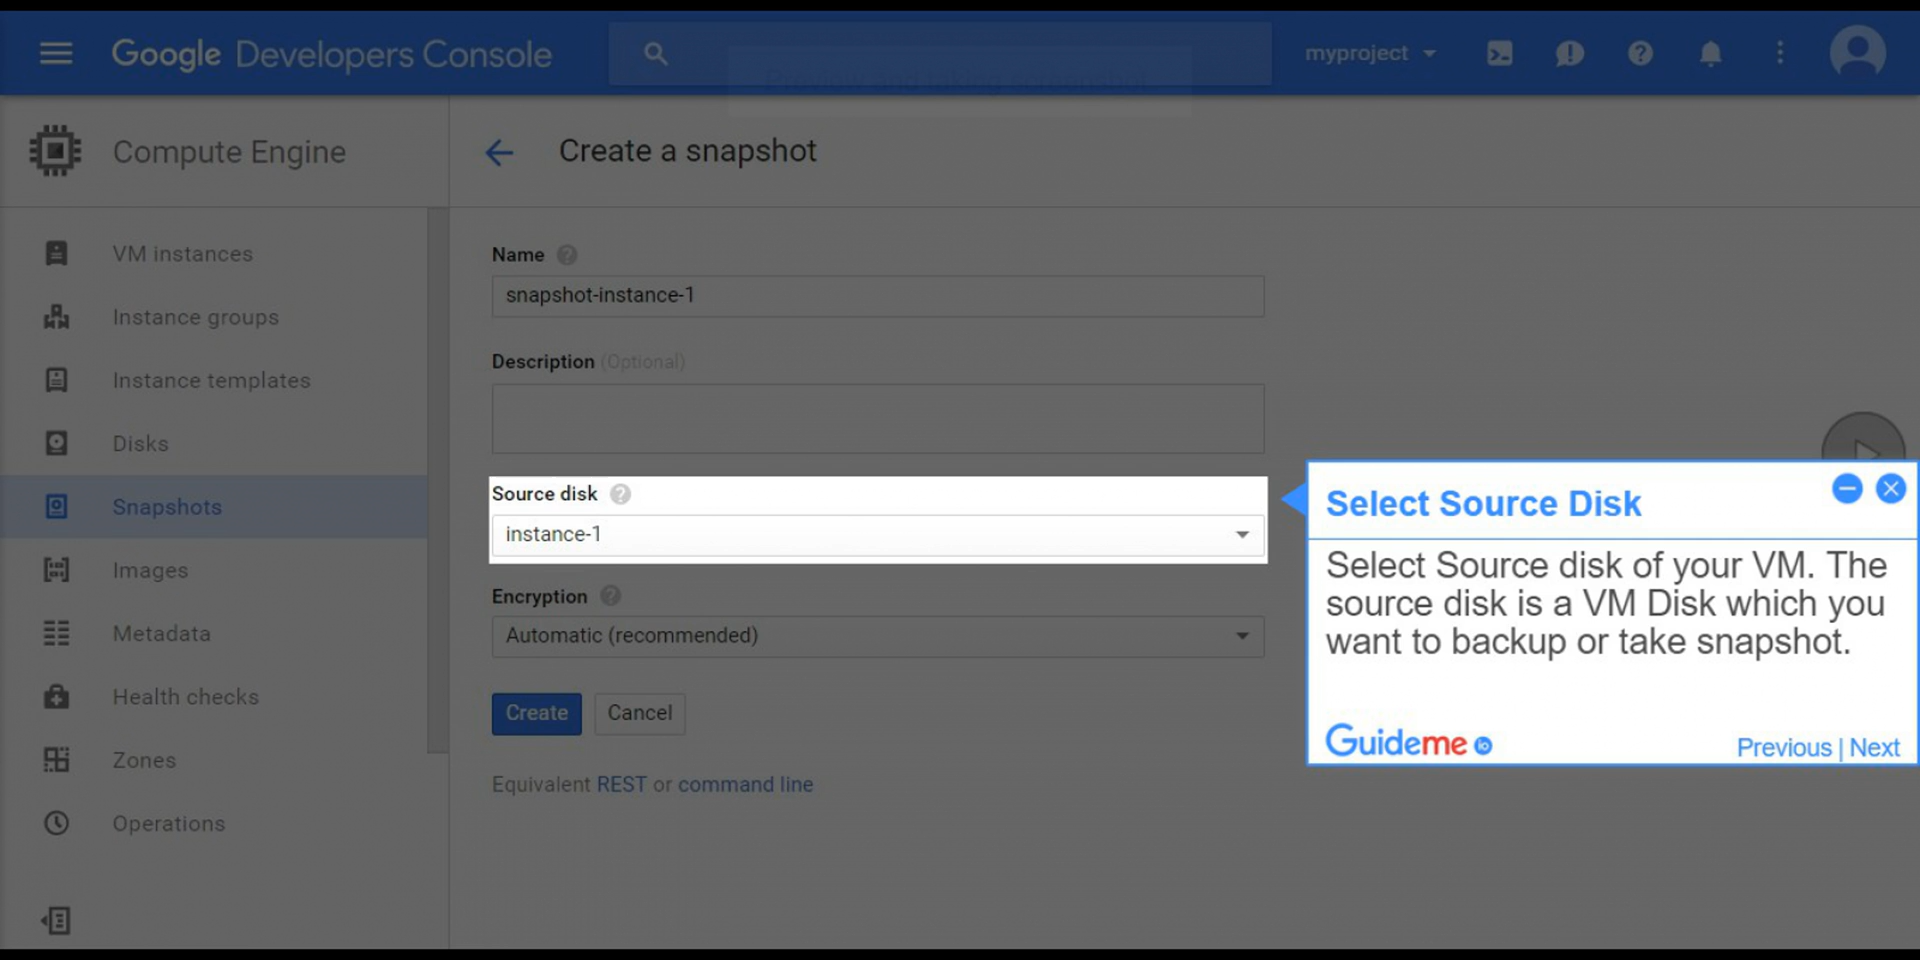 Google Developers Console
myproject
Compute Engine
Create a snapshot
VM instances
Instance groups
Instance templates
Disks
Snapshots
Images
Metadata
Health checks
Zones
Operations
Name
snapshot-instance-1
Description (Optional)
Source disk
instance-1
Encryption
Automatic (recommended)
Create Cancel
Equivalent REST or command line
Select Source Disk
Select Source disk of your VM. The
source disk is a VM Disk which you
want to backup or take snapshot.
Guideme io
Previous | Next